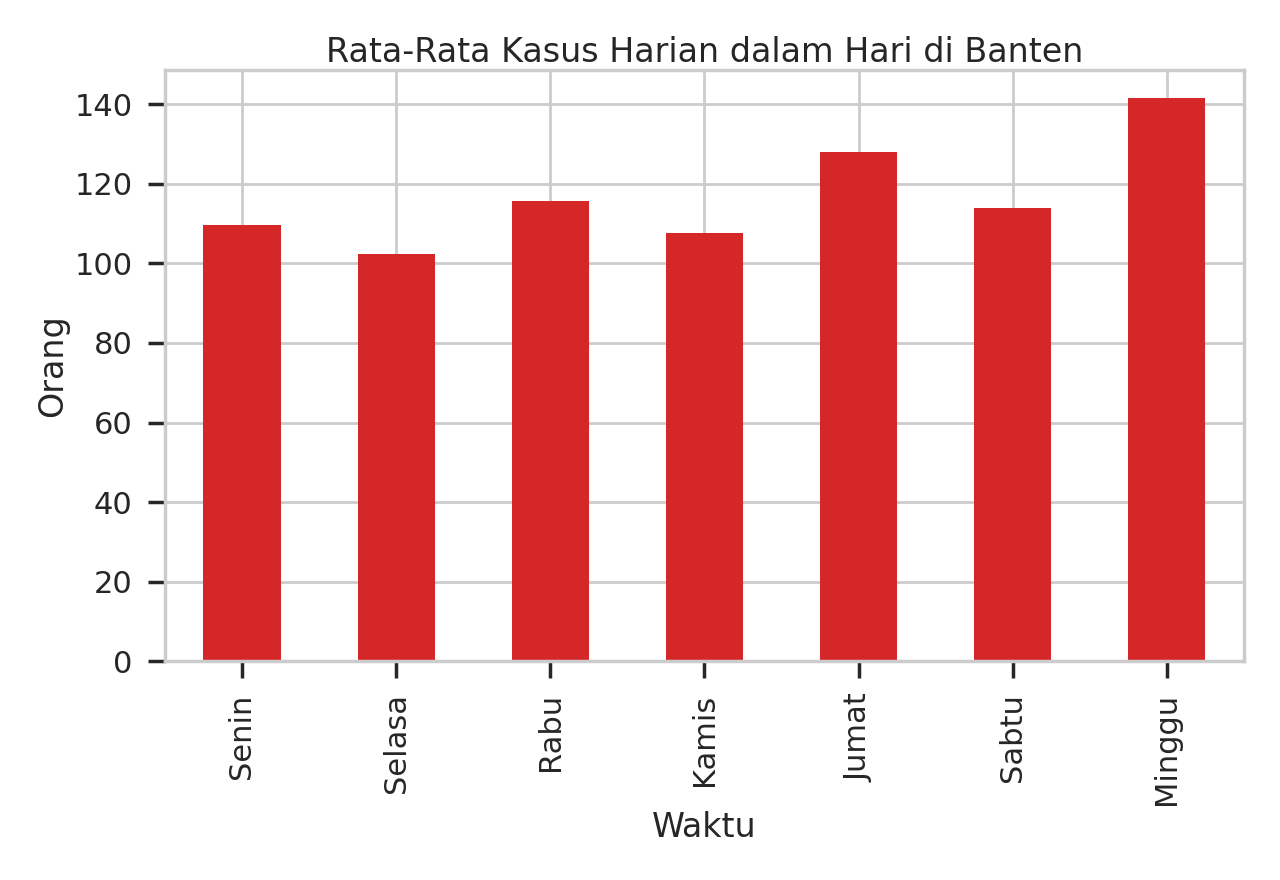 Rata-Rata Kasus Harian dalam Hari di Banten
140
120
100
80
60
40
20
0
Orang
Senin
Selasa
Rabu
Kamis
Jumat
Sabtu
Minggu
Waktu